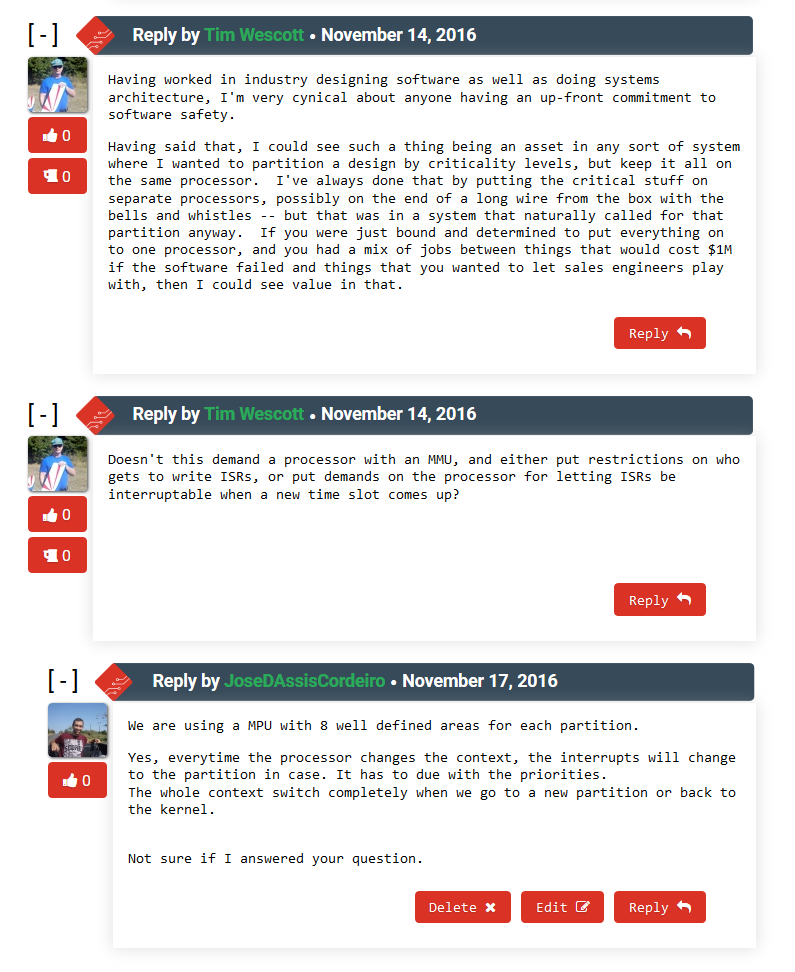 [-] Reply by Tim Wescott • November 14, 2016
Having worked in industry designing software as well as doing systems
architecture, I'm very cynical about anyone having an up-front commitment to
software safety.
0
0
Having said that, I could see such a thing being an asset in any sort of system
where I wanted to partition a design by criticality levels, but keep it all on
the same processor.  I've always done that by putting the critical stuff on
separate processors, possibly on the end of a long wire from the box with the
bells and whistles -- but that was in a system that naturally called for that
partition anyway.  If you were just bound and determined to put everything on
to one processor, and you had a mix of jobs between things that would cost $1M
if the software failed and things that you wanted to let sales engineers play
with, then I could see value in that.
Reply
[-] Reply by Tim Wescott • November 14, 2016
Doesn't this demand a processor with an MMU, and either put restrictions on who
gets to write ISRs, or put demands on the processor for letting ISRs be
interruptable when a new time slot comes up?
0
0
Reply
[-] Reply by JoseDAssisCordeiro • November 17, 2016
We are using a MPU with 8 well defined areas for each partition.
0
Yes, everytime the processor changes the context, the interrupts will change
to the partition in case. It has to due with the priorities.
The whole context switch completely when we go to a new partition or back to
the kernel.
Not sure if I answered your question.
Delete Edit Reply